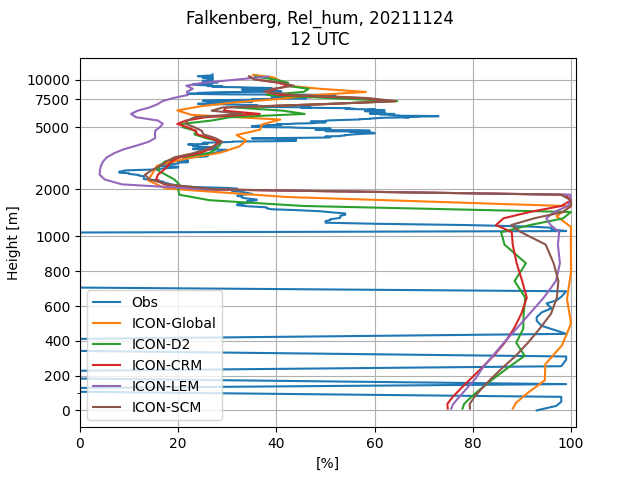 Falkenberg, Rel_hum, 20211124
12 UTC
10000
7500
5000
2000
1000
800
600
400
200
0
Height [m]
Obs
ICON-Global
ICON-D2
ICON-CRM
ICON-LEM
ICON-SCM
0 20 40 60 80 100
[%]